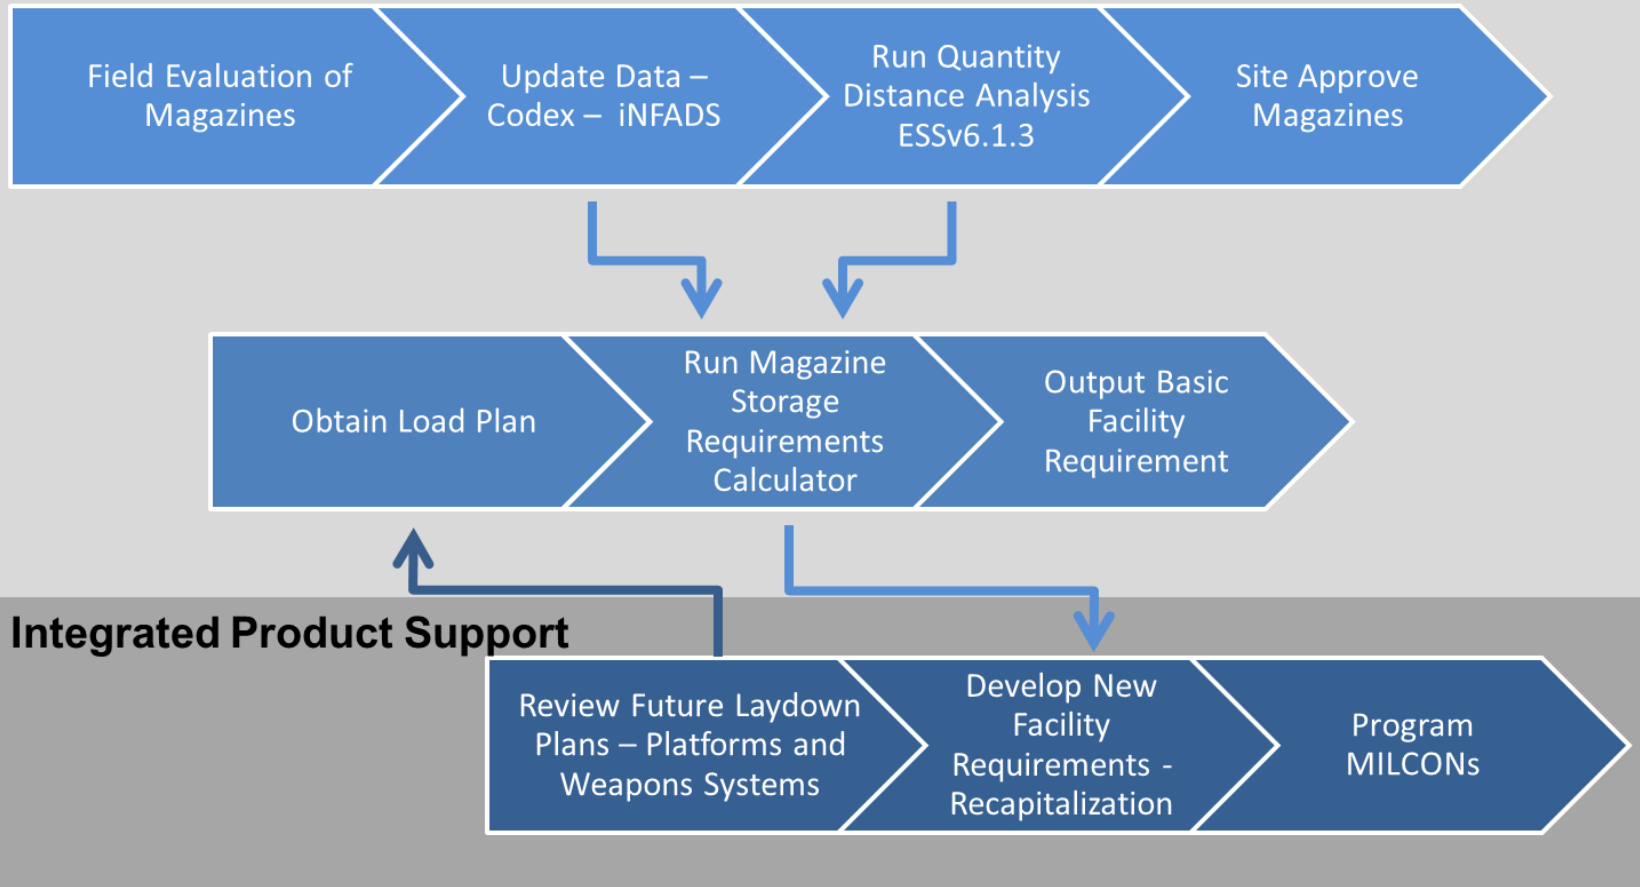 Field Evaluation of
Magazines
Update Data –
Codex –  iNFADS
Run Quantity
Distance Analysis
ESSv6.1.3
Site Approve
Magazines
Obtain Load Plan
Run Magazine
Storage
Requirements
Calculator
Output Basic
Facility
Requirement
Integrated Product Support
Review Future Laydown
Plans – Platforms and
Weapons Systems
Develop New
Facility
Requirements -
Recapitalization
Program
MILCONs